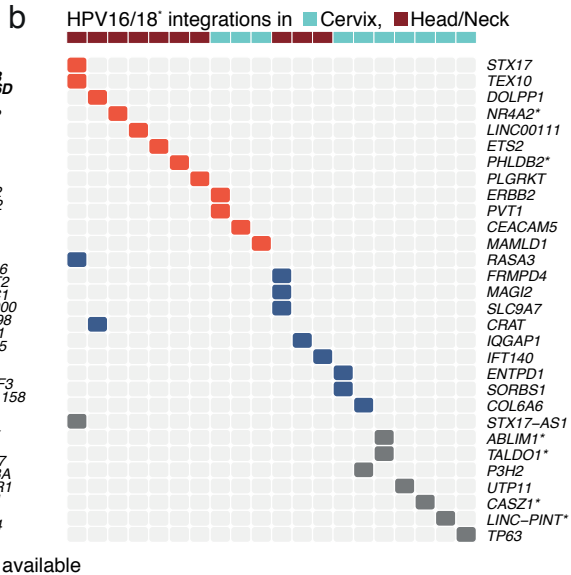 b
HPV16/18* integrations in Cervix, Head/Neck
STX17
TEX10
DOLPP1
NR4A2*
LINC00111
ETS2
PHLDB2*
PLGRKT
ERBB2
PVT1
CEACAM5
MAMLD1
RASA3
FRMPD4
MAGI2
SLC9A7
CRAT
IQGAP1
IFT140
ENTPD1
SORBS1
COL6A6
STX17-AS1
ABLIM1*
TALDO1*
P3H2
UTP11
CASZ1*
LINC-PINT*
TP63
available